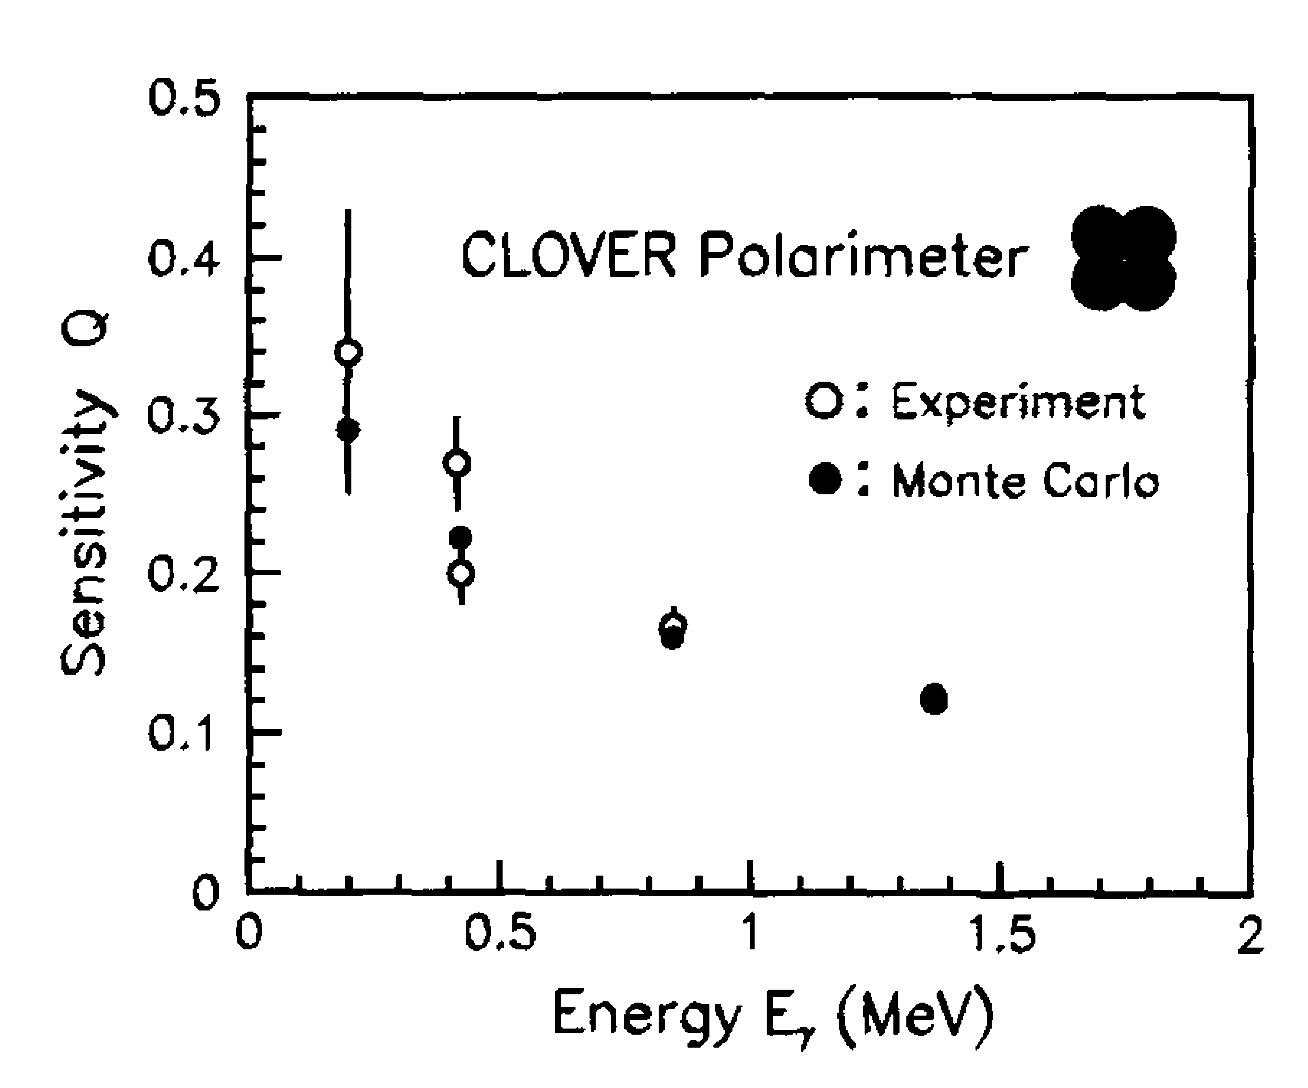 0.5
CLOVER Polarimeter
0.4
Sensitivity Q
: Experiment
0.3
: Monte Carlo
0.2
0.1
0
0 0.5 1 1.5 2
Energy Eγ (MeV)